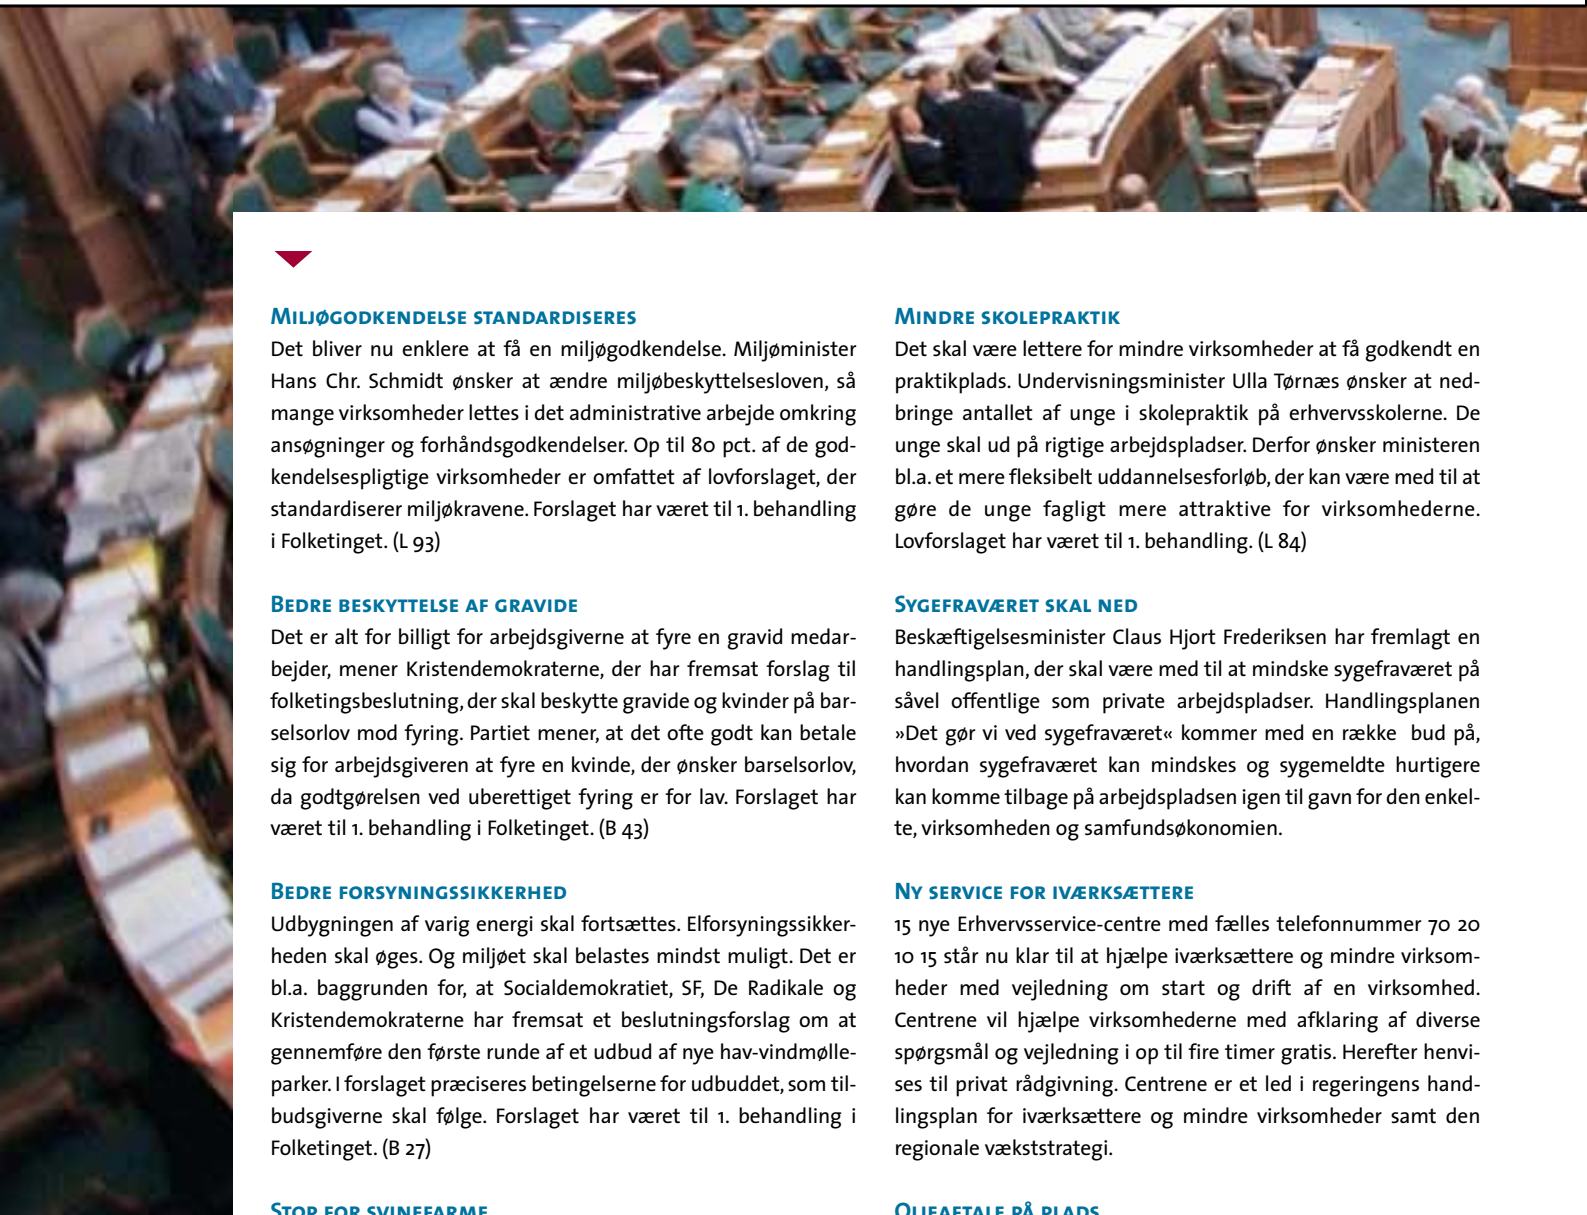 Miljøgodkendelse standardiseres
Det bliver nu enklere at få en miljøgodkendelse. Miljøminister
Hans Chr. Schmidt ønsker at ændre miljøbeskyttelsesloven, så
mange virksomheder lettes i det administrative arbejde omkring
ansøgninger og forhåndsgodkendelser. Op til 80 pct. af de god-
kendelsespligtige virksomheder er omfattet af lovforslaget, der
standardiserer miljøkravene. Forslaget har været til 1. behandling
i Folketinget. (L 93)
Bedre beskyttelse af gravide
Det er alt for billigt for arbejdsgiverne at fyre en gravid medar-
bejder, mener Kristendemokraterne, der har fremsat forslag til
folketingsbeslutning, der skal beskytte gravide og kvinder på bar-
selsorlov mod fyring. Partiet mener, at det ofte godt kan betale
sig for arbejdsgiveren at fyre en kvinde, der ønsker barselsorlov,
da godtgørelsen ved uberettiget fyring er for lav. Forslaget har
været til 1. behandling i Folketinget. (B 43)
Bedre forsyningssikkerhed
Udbygningen af varig energi skal fortsættes. Elforsyningssikker-
heden skal øges. Og miljøet skal belastes mindst muligt. Det er
bl.a. baggrunden for, at Socialdemokratiet, SF, De Radikale og
Kristendemokraterne har fremsat et beslutningsforslag om at
gennemføre den første runde af et udbud af nye hav-vindmølle-
parker. I forslaget præciseres betingelserne for udbuddet, som til-
budsgiverne skal følge. Forslaget har været til 1. behandling i
Folketinget. (B 27)
Stop for svinefarme
Mindre skolepraktik
Det skal være lettere for mindre virksomheder at få godkendt en
praktikplads. Undervisningsminister Ulla Tørnæs ønsker at ned-
bringe antallet af unge i skolepraktik på erhvervsskolerne. De
unge skal ud på rigtige arbejdspladser. Derfor ønsker ministeren
bl.a. et mere fleksibelt uddannelsesforløb, der kan være med til at
gøre de unge fagligt mere attraktive for virksomhederne.
Lovforslaget har været til 1. behandling. (L 84)
Sygefraværet skal ned
Beskæftigelsesminister Claus Hjort Frederiksen har fremlagt en
handlingsplan, der skal være med til at mindske sygefraværet på
såvel offentlige som private arbejdspladser. Handlingsplanen
»Det gør vi ved sygefraværet« kommer med en række bud på,
hvordan sygefraværet kan mindskes og sygemeldte hurtigere
kan komme tilbage på arbejdspladsen igen til gavn for den enkel-
te, virksomheden og samfundsøkonomien.
Ny service for iværksættere
15 nye Erhvervsservice-centre med fælles telefonnummer 70 20
10 15 står nu klar til at hjælpe iværksættere og mindre virksom-
heder med vejledning om start og drift af en virksomhed.
Centrene vil hjælpe virksomhederne med afklaring af diverse
spørgsmål og vejledning i op til fire timer gratis. Herefter henvi-
ses til privat rådgivning. Centrene er et led i regeringens hand-
lingsplan for iværksættere og mindre virksomheder samt den
regionale vækststrategi.
Olieaftale på plads